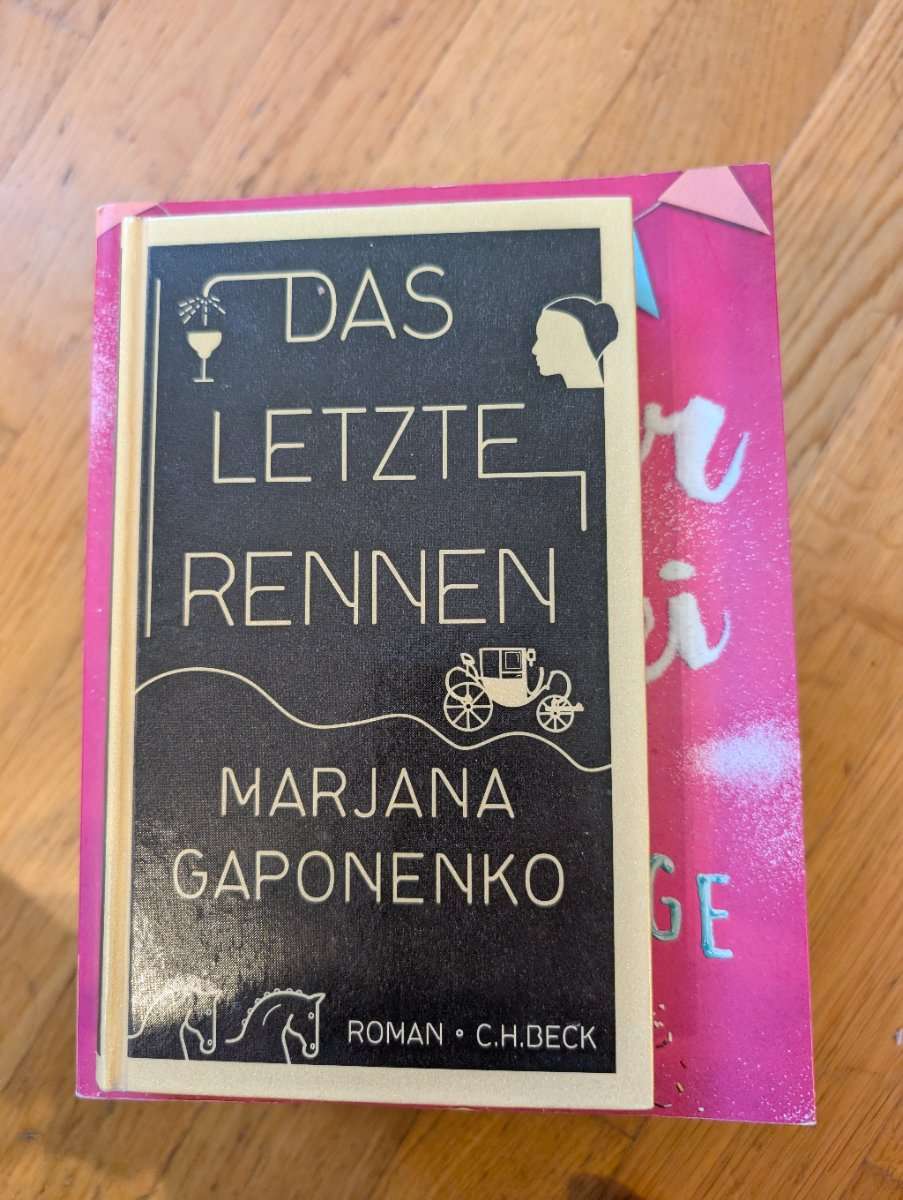 DAS
LETZTE
RENNEN
MARJANA
GAPONENKO
ROMAN • C.H.BECK